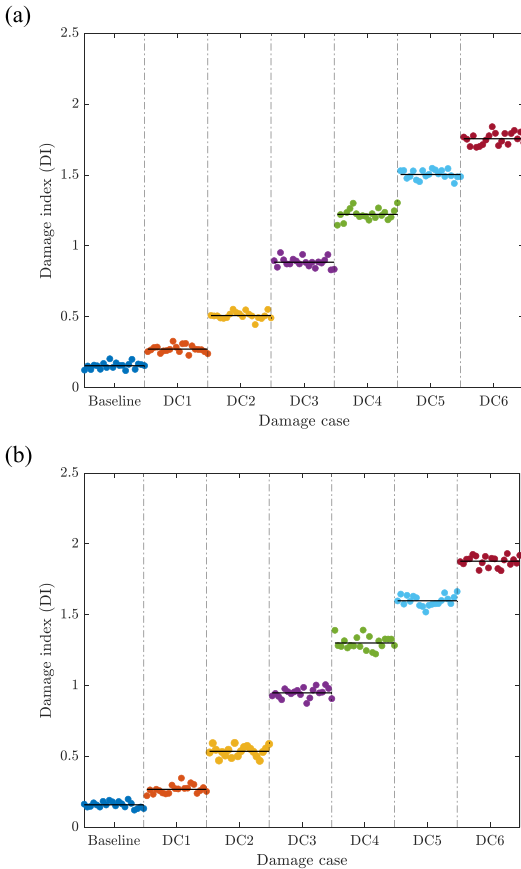 (a)
2.5
2
1.5
1
0.5
0
Damage index (DI)
Baseline DC1 DC2 DC3 DC4 DC5 DC6
Damage case
(b)
2.5
2
1.5
1
0.5
0
Damage index (DI)
Baseline DC1 DC2 DC3 DC4 DC5 DC6
Damage case